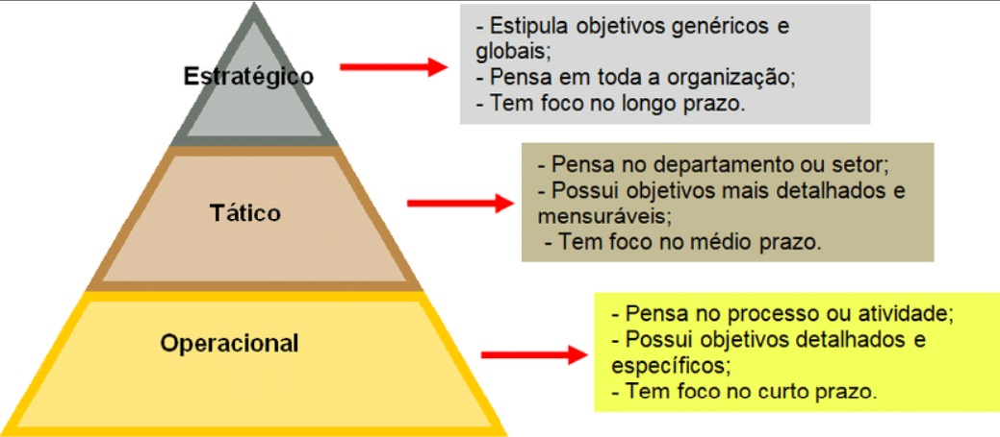 Estratégico
- Estipula objetivos genéricos e
globais;
- Pensa em toda a organização;
- Tem foco no longo prazo.
Tático
- Pensa no departamento ou setor;
- Possui objetivos mais detalhados e
mensuráveis;
- Tem foco no médio prazo.
Operacional
- Pensa no processo ou atividade;
- Possui objetivos detalhados e
específicos;
- Tem foco no curto prazo.